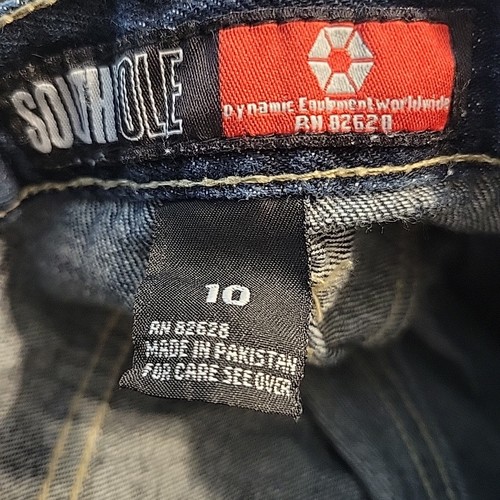 SOUTHOLE
Dynamic Equipment Worldwide
RN 82628
10
RN 82628
MADE IN PAKISTAN
FOR CARE SEE OVER